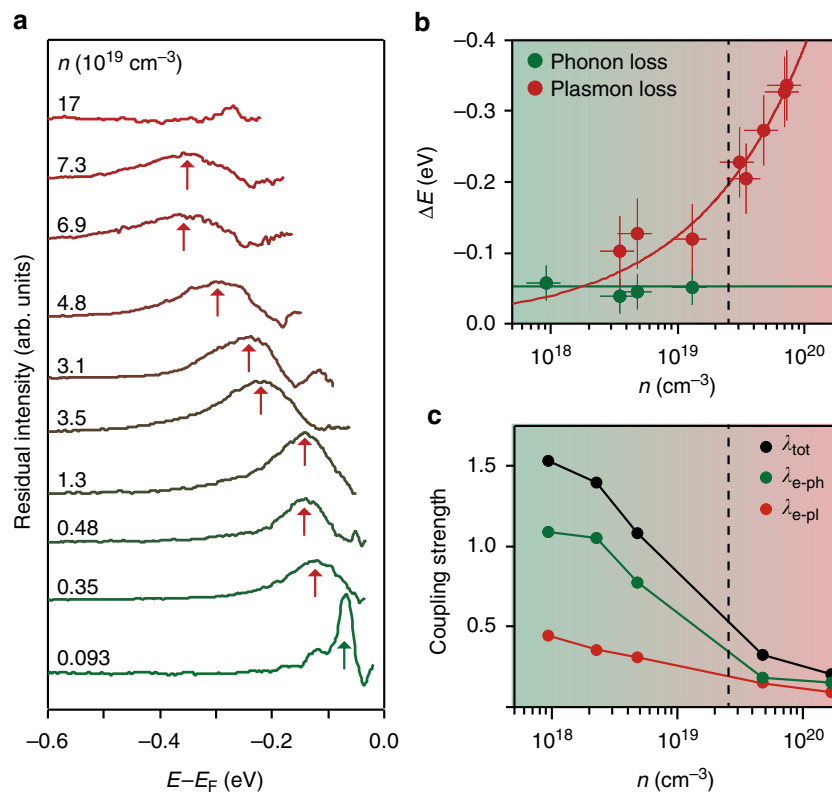 a
n (10¹⁹ cm⁻³)
17
7.3
6.9
4.8
3.1
3.5
1.3
0.48
0.35
0.093
Residual intensity (arb. units)
−0.6 −0.4 −0.2 0.0
E−E_F (eV)
b
Phonon loss
Plasmon loss
−0.4
−0.3
−0.2
−0.1
0.0
ΔE (eV)
10¹⁸ 10¹⁹ 10²⁰
n (cm⁻³)
c
λ_tot
λ_e-ph
λ_e-pl
1.5
1.0
0.5
Coupling strength
10¹⁸ 10¹⁹ 10²⁰
n (cm⁻³)